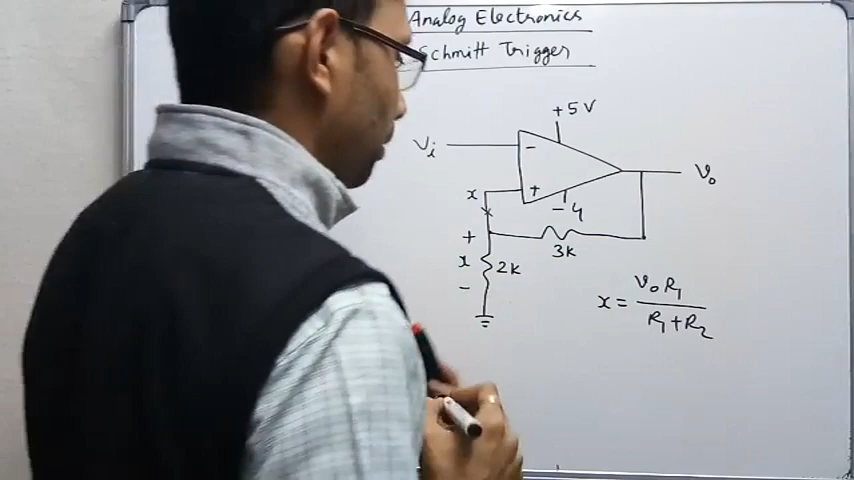 Analog Electronics
Schmitt Trigger
+5V
Vi
-
+
Vo
x
-4
+
x
-
2K
3K
x = VoR1 / R1+R2